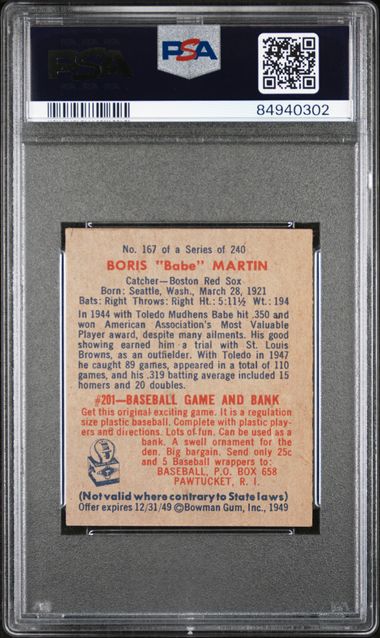 PSA
PSA
84940302
No. 167 of a Series of 240
BORIS "Babe" MARTIN
Catcher—Boston Red Sox
Born: Seattle, Wash., March 28, 1921
Bats: Right Throws: Right Ht.: 5:11½ Wt.: 194
In 1944 with Toledo Mudhens Babe hit .350 and
won American Association's Most Valuable
Player award, despite many ailments. His good
showing earned him a trial with St. Louis
Browns, as an outfielder. With Toledo in 1947
he caught 89 games, appeared in a total of 110
games, and his .319 batting average included 15
homers and 20 doubles.
#201—BASEBALL GAME AND BANK
Get this original exciting game. It is a regulation
size plastic baseball. Complete with plastic play-
ers and directions. Lots of fun. Can be used as a
bank. A swell ornament for the
den. Big bargain. Send only 25c
and 5 Baseball wrappers to:
BASEBALL, P.O. BOX 658
PAWTUCKET, R. I.
(Not valid where contrary to State laws)
Offer expires 12/31/49 ©Bowman Gum, Inc., 1949